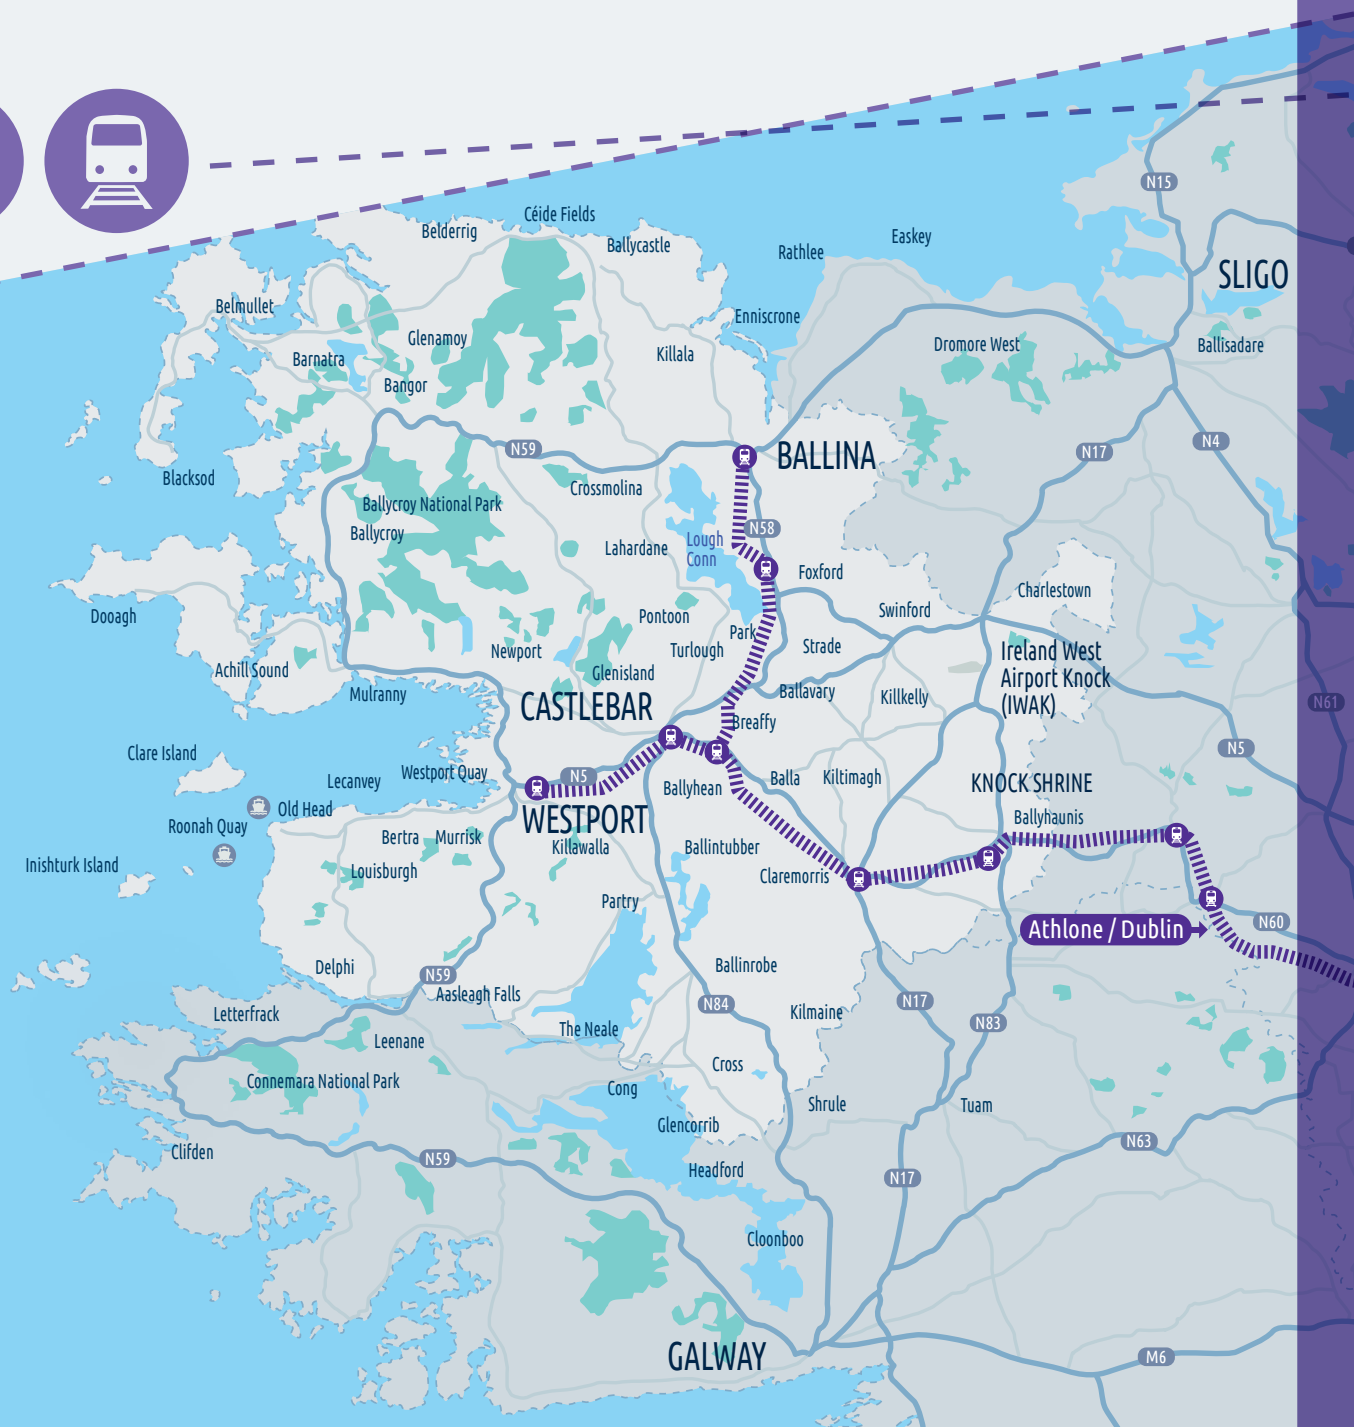 Céide Fields
Belderrig
Ballycastle
Easkey
Rathlee
N15
SLIGO
Belmullet
Enniscrone
Glenamoy
Killala
Dromore West
Ballisadare
Barnatra
Bangor
N59
BALLINA
N17
N4
Blacksod
Crossmolina
Ballycroy National Park
Ballycroy
N58
Lough
Conn
Lahardane
Foxford
Charlestown
Dooagh
Pontoon
Swinford
Park
Newport
Turlough
Strade
Ireland West
Airport Knock
(IWAK)
Achill Sound
Glenisland
Mulranny
Ballavary
Killkelly
CASTLEBAR
N61
Breaffy
Clare Island
N5
Lecanvey
Westport Quay
N5
Ballyhean
Balla
Kiltimagh
KNOCK SHRINE
Old Head
Roonah Quay
WESTPORT
Ballyhaunis
Bertra
Murrisk
Killawalla
Ballintubber
Inishturk Island
Louisburgh
Claremorris
Partry
Athlone / Dublin
N60
Delphi
N59
Ballinrobe
Aasleagh Falls
N84
N17
Letterfrack
Kilmaine
N83
The Neale
Leenane
Cross
Connemara National Park
Cong
Shrule
Tuam
Glencorrib
N63
Clifden
N59
Headford
N17
Cloonboo
GALWAY
M6